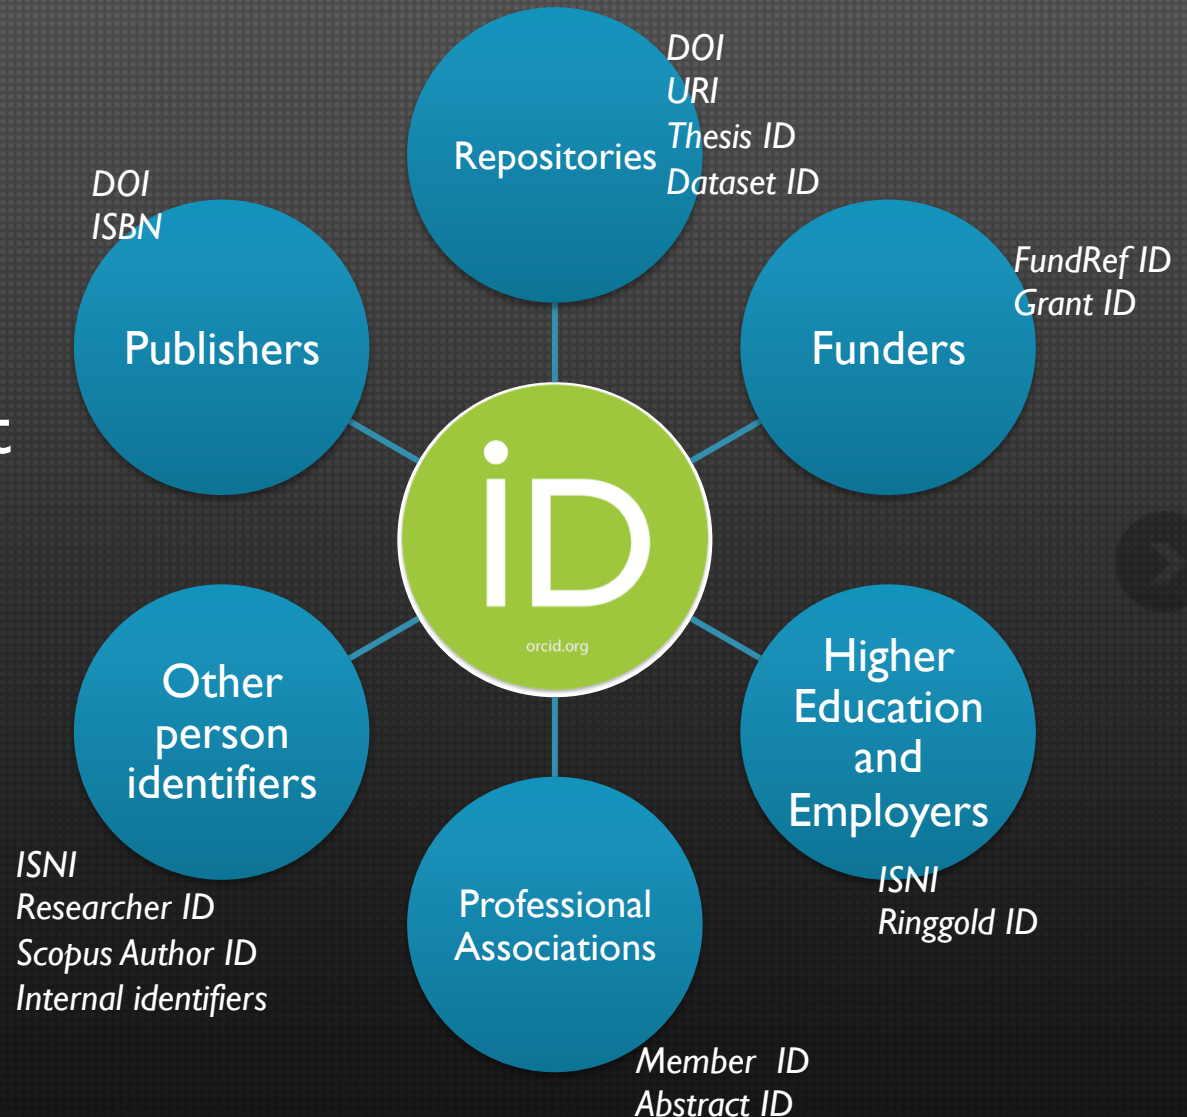 DOI
URI
Thesis ID
Dataset ID
Repositories
DOI
ISBN
Publishers
FundRef ID
Grant ID
Funders
t
iD
orcid.org
Other
person
identifiers
ISNI
Researcher ID
Scopus Author ID
Internal identifiers
Higher
Education
and
Employers
ISNI
Ringgold ID
Professional
Associations
Member ID
Abstract ID